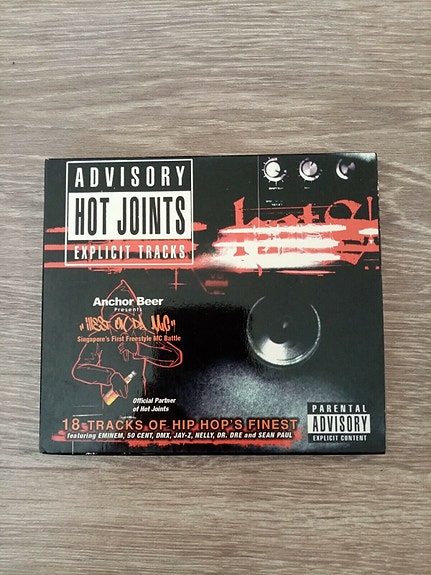 ADVISORY
HOT JOINTS
EXPLICIT TRACKS
Anchor Beer
Presents
Singapore's First Freestyle MC Battle
Official Partner
of Hot Joints
18 TRACKS OF HIP HOP'S FINEST
featuring EMINEM, 50 CENT, DMX, JAY-Z, NELLY, DR. DRE and SEAN PAUL
PARENTAL
ADVISORY
EXPLICIT CONTENT